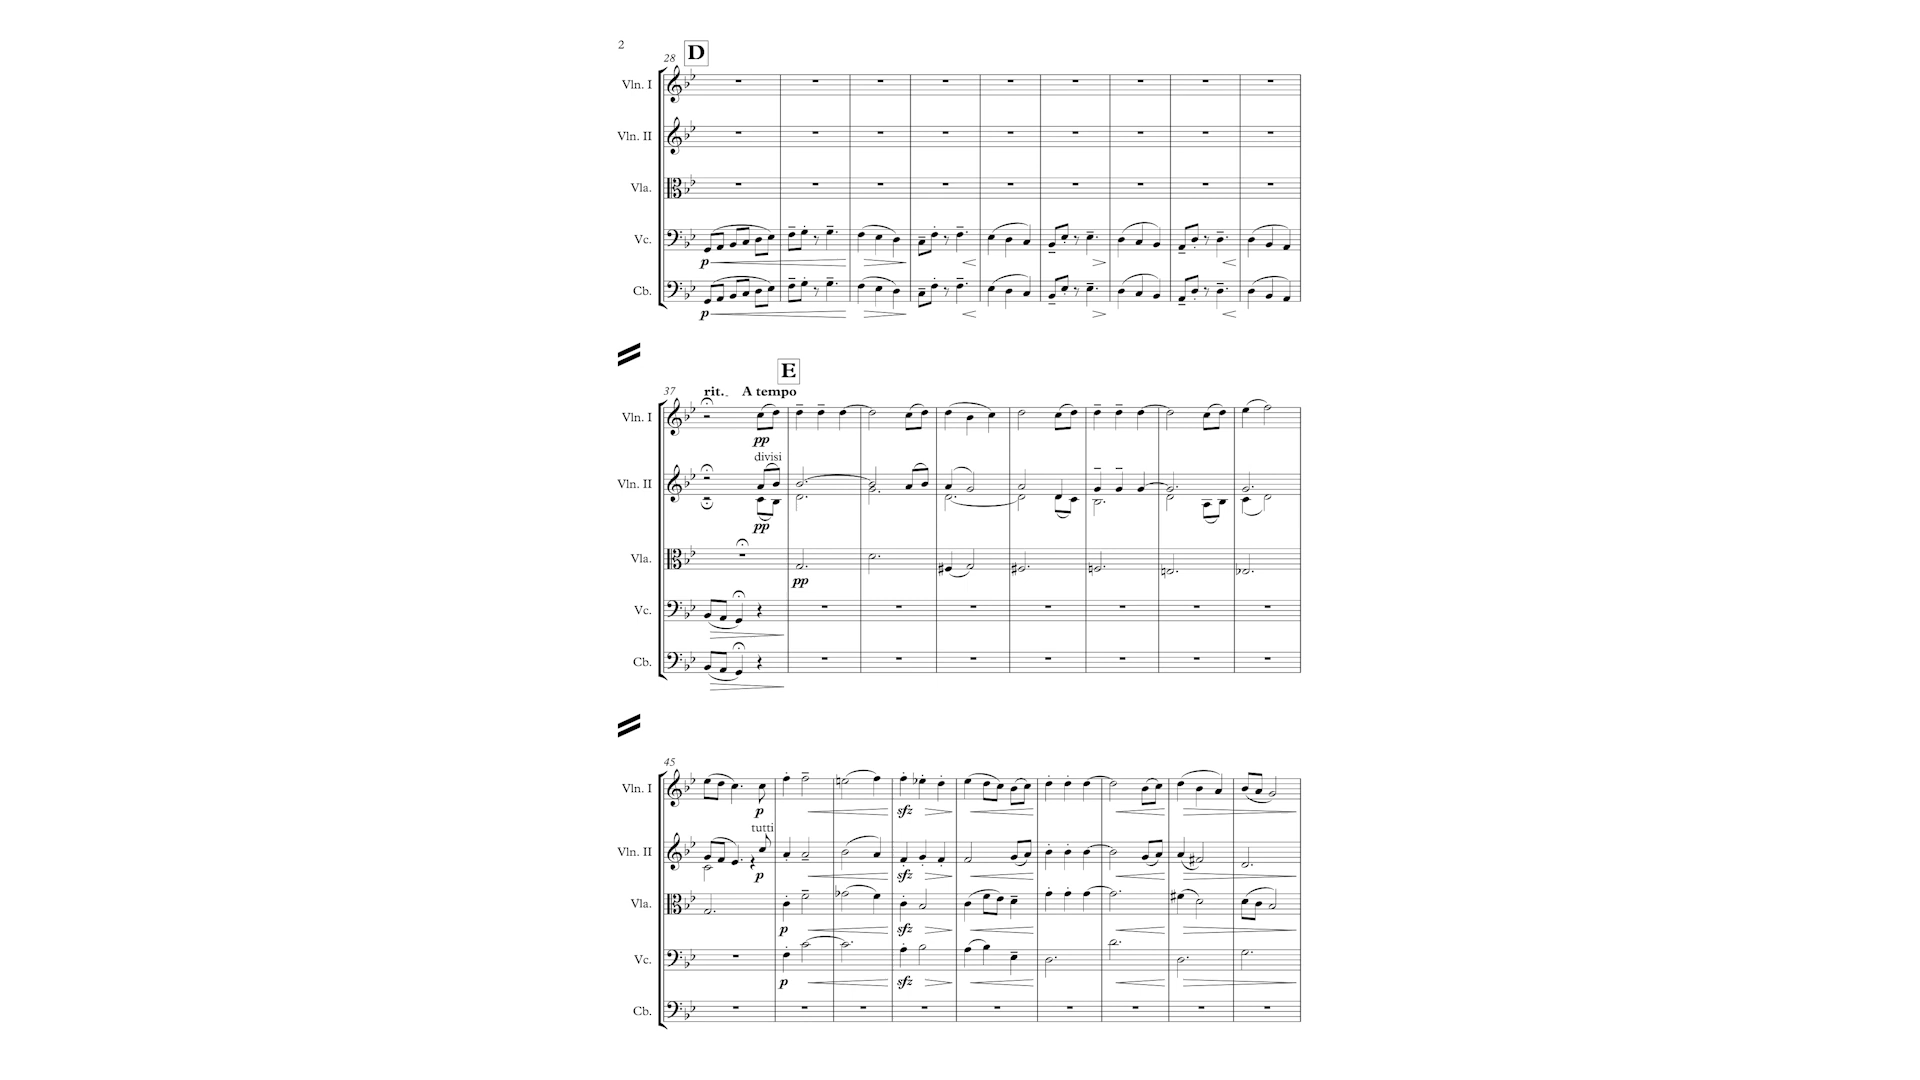 2
28 D
Vln. I
Vln. II
Vla.
Vc.
p
Cb.
p
E
37 rit. A tempo
Vln. I
pp
divisi
Vln. II
pp
Vla.
pp
Vc.
Cb.
45
Vln. I
p sfz
tutti
Vln. II
p sfz
Vla.
p sfz
Vc.
p sfz
Cb.